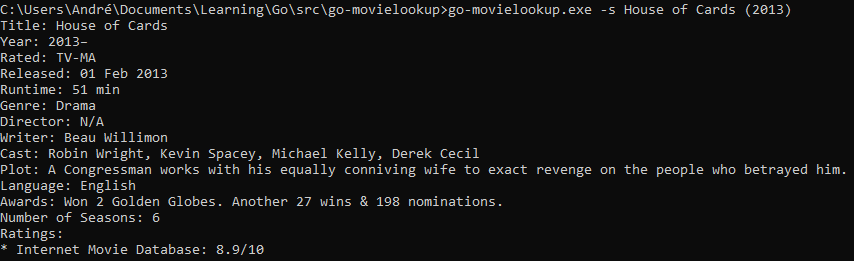 C:\Users\André\Documents\Learning\Go\src\go-movielookup>go-movielookup.exe -s House of Cards (2013)
Title: House of Cards
Year: 2013–
Rated: TV-MA
Released: 01 Feb 2013
Runtime: 51 min
Genre: Drama
Director: N/A
Writer: Beau Willimon
Cast: Robin Wright, Kevin Spacey, Michael Kelly, Derek Cecil
Plot: A Congressman works with his equally conniving wife to exact revenge on the people who betrayed him.
Language: English
Awards: Won 2 Golden Globes. Another 27 wins & 198 nominations.
Number of Seasons: 6
Ratings:
* Internet Movie Database: 8.9/10